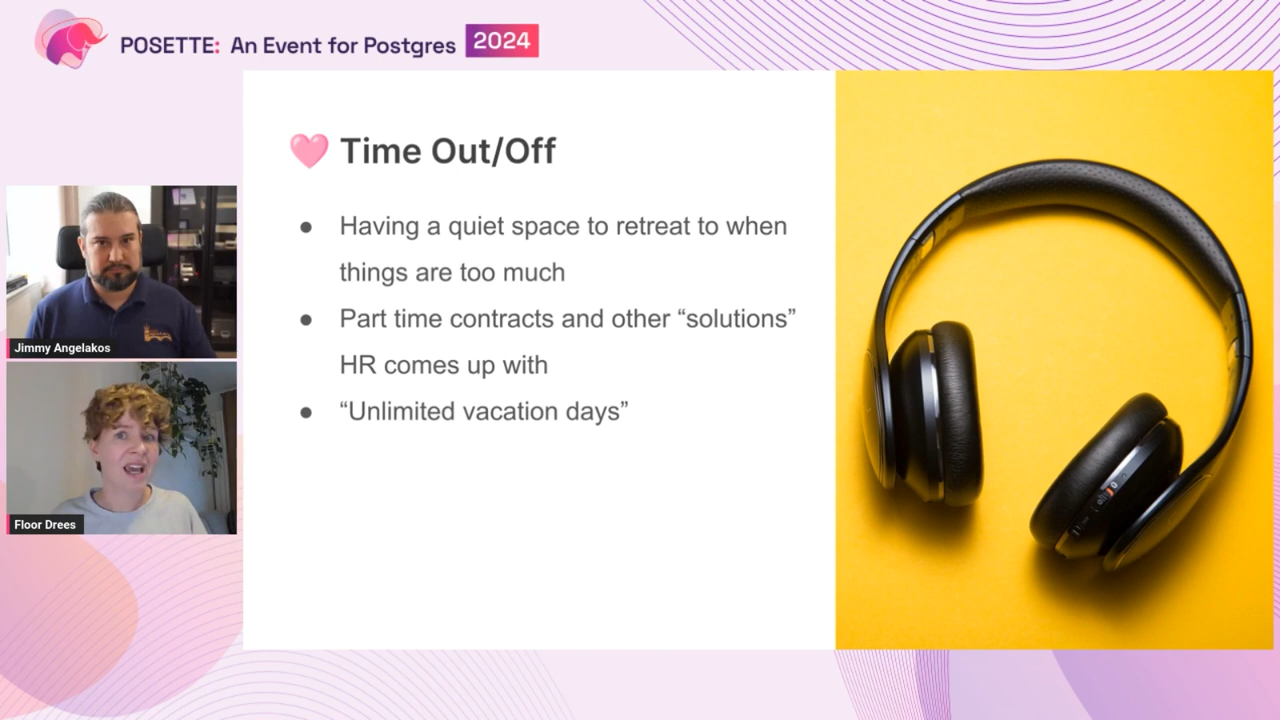 POSETTE: An Event for Postgres 2024
🩷 Time Out/Off
● Having a quiet space to retreat to when
things are too much
● Part time contracts and other “solutions”
HR comes up with
● “Unlimited vacation days”
Jimmy Angelakos
Floor Drees